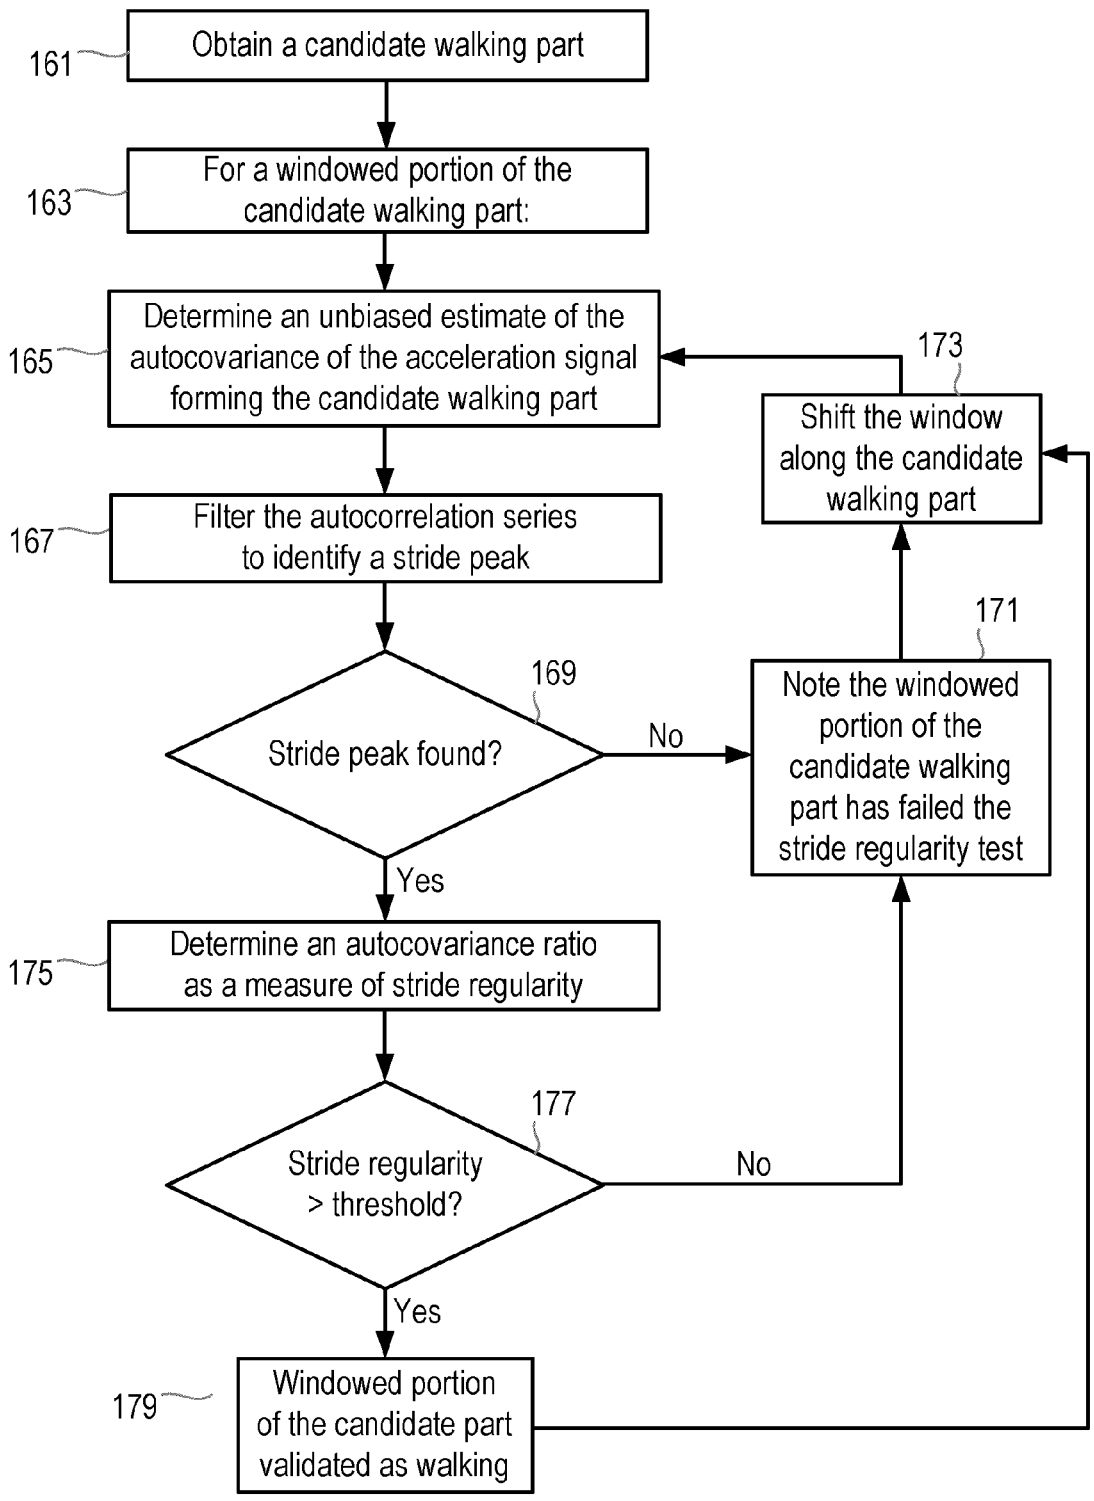 161
Obtain a candidate walking part
163
For a windowed portion of the
candidate walking part:
165
Determine an unbiased estimate of the
autocovariance of the acceleration signal
forming the candidate walking part
173
Shift the window
along the candidate
walking part
167
Filter the autocorrelation series
to identify a stride peak
169
Stride peak found?
No
171
Note the windowed
portion of the
candidate walking
part has failed the
stride regularity test
Yes
175
Determine an autocovariance ratio
as a measure of stride regularity
177
Stride regularity
> threshold?
No
Yes
179
Windowed portion
of the candidate part
validated as walking